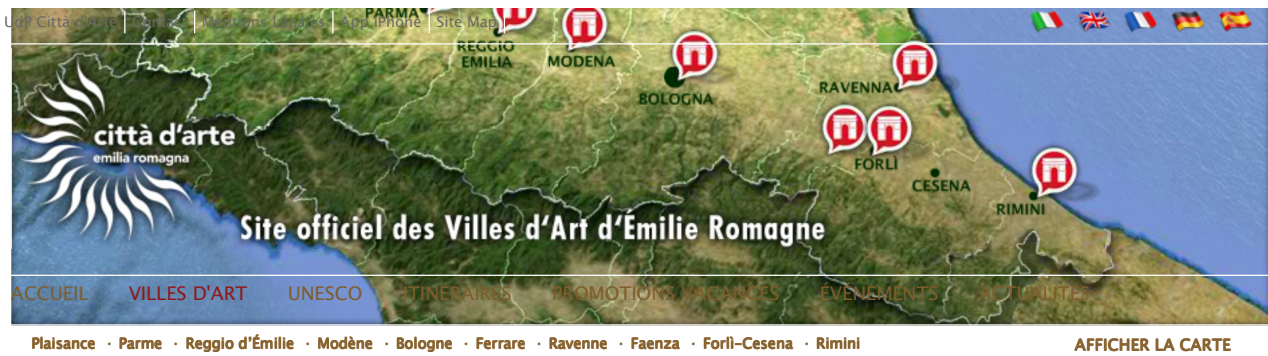 UdP Città d'Arte Contatti Mentions Légales App iPhone Site Map
PARMA
REGGIO
EMILIA
MODENA
BOLOGNA
RAVENNA
FORLÌ
CESENA
RIMINI
città d'arte
emilia romagna
Site officiel des Villes d'Art d'Émilie Romagne
ACCUEIL VILLES D'ART UNESCO ITINÉRAIRES PROMOTIONS VACANCES ÉVÉNEMENTS ACTUALITÉS
Plaisance · Parme · Reggio d'Émilie · Modène · Bologne · Ferrare · Ravenne · Faenza · Forlì-Cesena · Rimini
AFFICHER LA CARTE